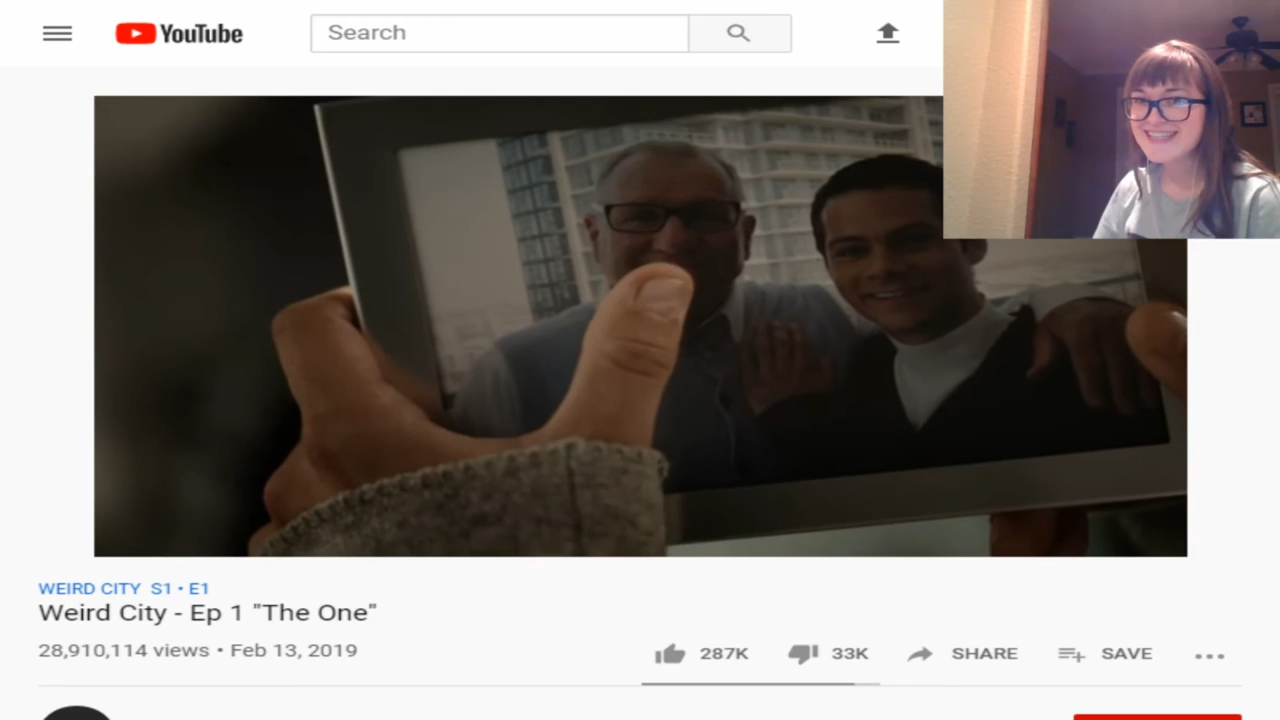 YouTube
Search
WEIRD CITY S1 • E1
Weird City - Ep 1 "The One"
28,910,114 views • Feb 13, 2019
287K
33K
SHARE
SAVE